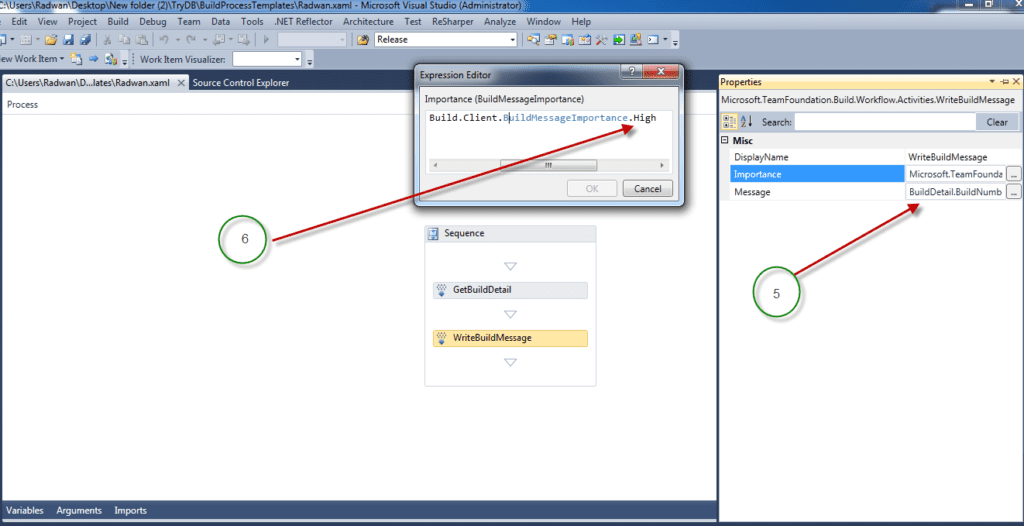 C:\Users\Radwan\Desktop\New folder (2)\TryDB\BuildProcessTemplates\Radwan.xaml - Microsoft Visual Studio (Administrator)
Edit View Project Build Debug Team Data Tools .NET Reflector Architecture Test ReSharper Analyze Window Help
Release
ew Work Item Work Item Visualizer:
C:\Users\Radwan\D...lates\Radwan.xaml Source Control Explorer
Process
Expression Editor
Importance (BuildMessageImportance)
Build.Client.BuildMessageImportance.High
OK Cancel
Properties
Microsoft.TeamFoundation.Build.Workflow.Activities.WriteBuildMessage
Search: Clear
Misc
DisplayName WriteBuildMessage
Importance Microsoft.TeamFounda ...
Message BuildDetail.BuildNumb ...
6
5
Sequence
GetBuildDetail
WriteBuildMessage
Variables Arguments Imports